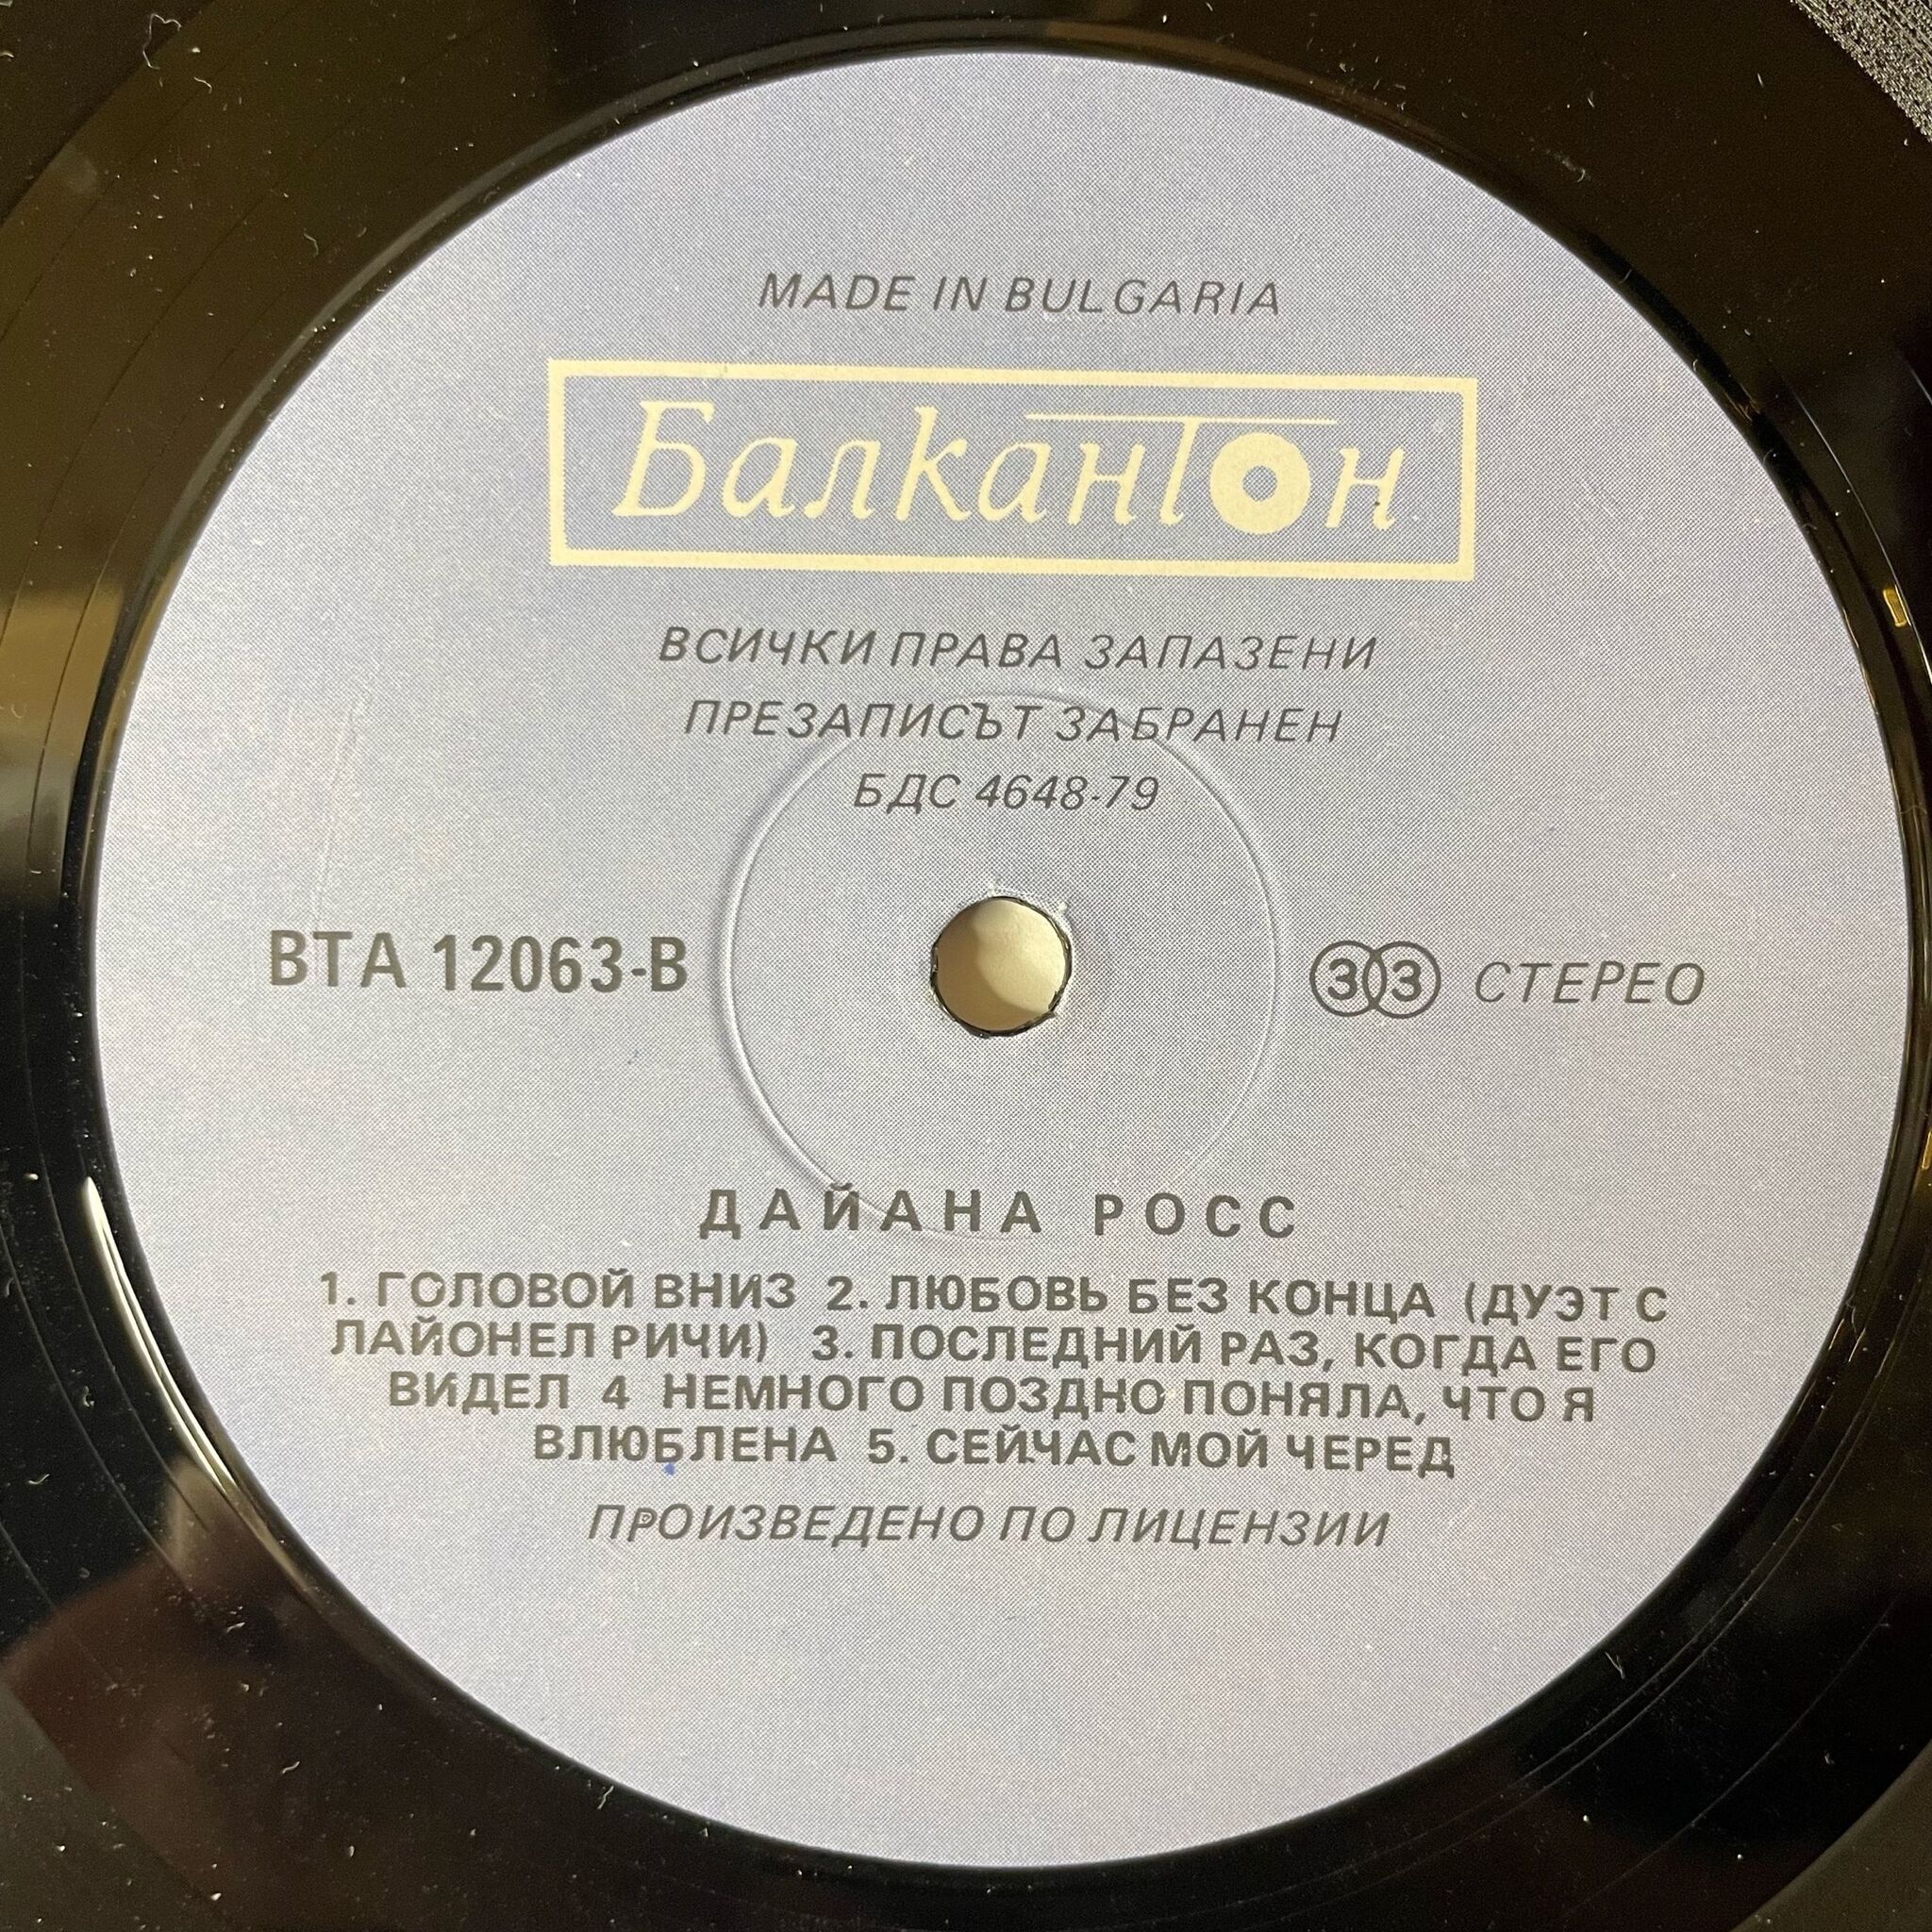 MADE IN BULGARIA
Балкантон
ВСИЧКИ ПРАВА ЗАПАЗЕНИ
ПРЕЗАПИСЪТ ЗАБРАНЕН
БДС 4648-79
ВТА 12063-В
33 СТЕРЕО
ДАЙАНА РОСС
1. ГОЛОВОЙ ВНИЗ 2. ЛЮБОВЬ БЕЗ КОНЦА (ДУЭТ С
ЛАЙОНЕЛ РИЧИ) 3. ПОСЛЕДНИЙ РАЗ, КОГДА ЕГО
ВИДЕЛ 4 НЕМНОГО ПОЗДНО ПОНЯЛА, ЧТО Я
ВЛЮБЛЕНА 5. СЕЙЧАС МОЙ ЧЕРЕД
ПРОИЗВЕДЕНО ПО ЛИЦЕНЗИИ